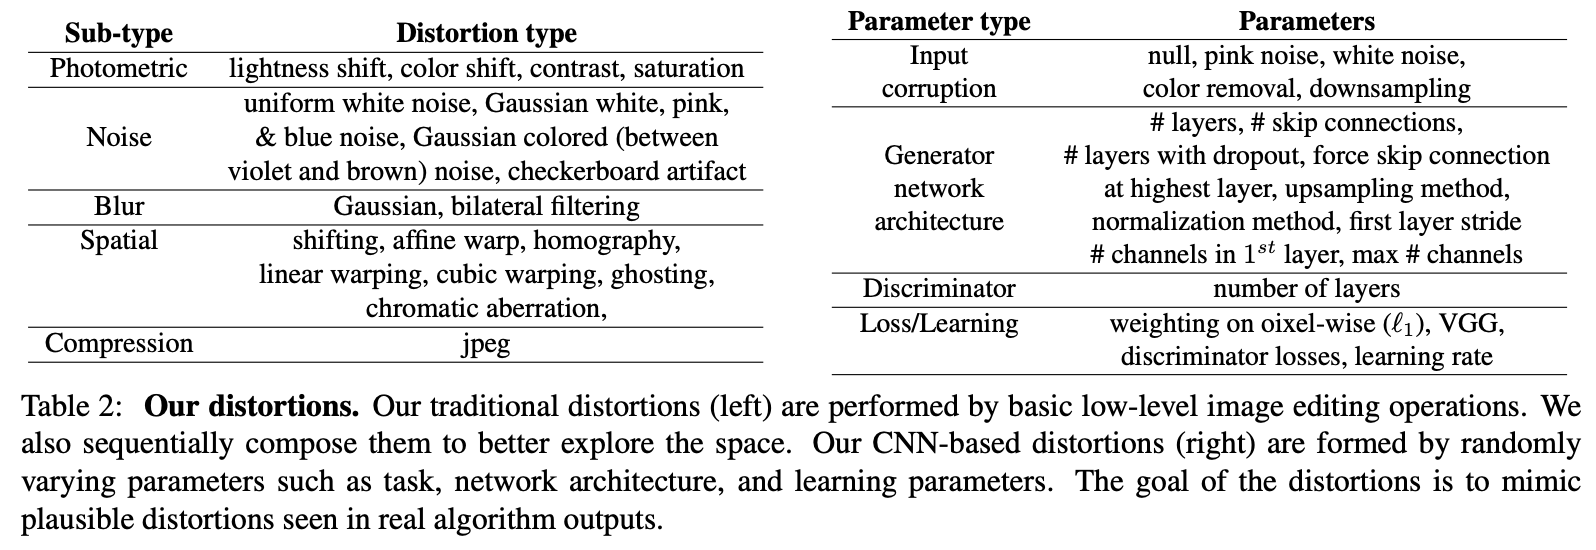 Sub-type Distortion type
Photometric lightness shift, color shift, contrast, saturation
uniform white noise, Gaussian white, pink,
Noise & blue noise, Gaussian colored (between
violet and brown) noise, checkerboard artifact
Blur Gaussian, bilateral filtering
Spatial shifting, affine warp, homography,
linear warping, cubic warping, ghosting,
chromatic aberration,
Compression jpeg
Parameter type Parameters
Input null, pink noise, white noise,
corruption color removal, downsampling
# layers, # skip connections,
Generator # layers with dropout, force skip connection
network at highest layer, upsampling method,
architecture normalization method, first layer stride
# channels in 1st layer, max # channels
Discriminator number of layers
Loss/Learning weighting on oixel-wise (ℓ1), VGG,
discriminator losses, learning rate
Table 2: Our distortions. Our traditional distortions (left) are performed by basic low-level image editing operations. We
also sequentially compose them to better explore the space. Our CNN-based distortions (right) are formed by randomly
varying parameters such as task, network architecture, and learning parameters. The goal of the distortions is to mimic
plausible distortions seen in real algorithm outputs.